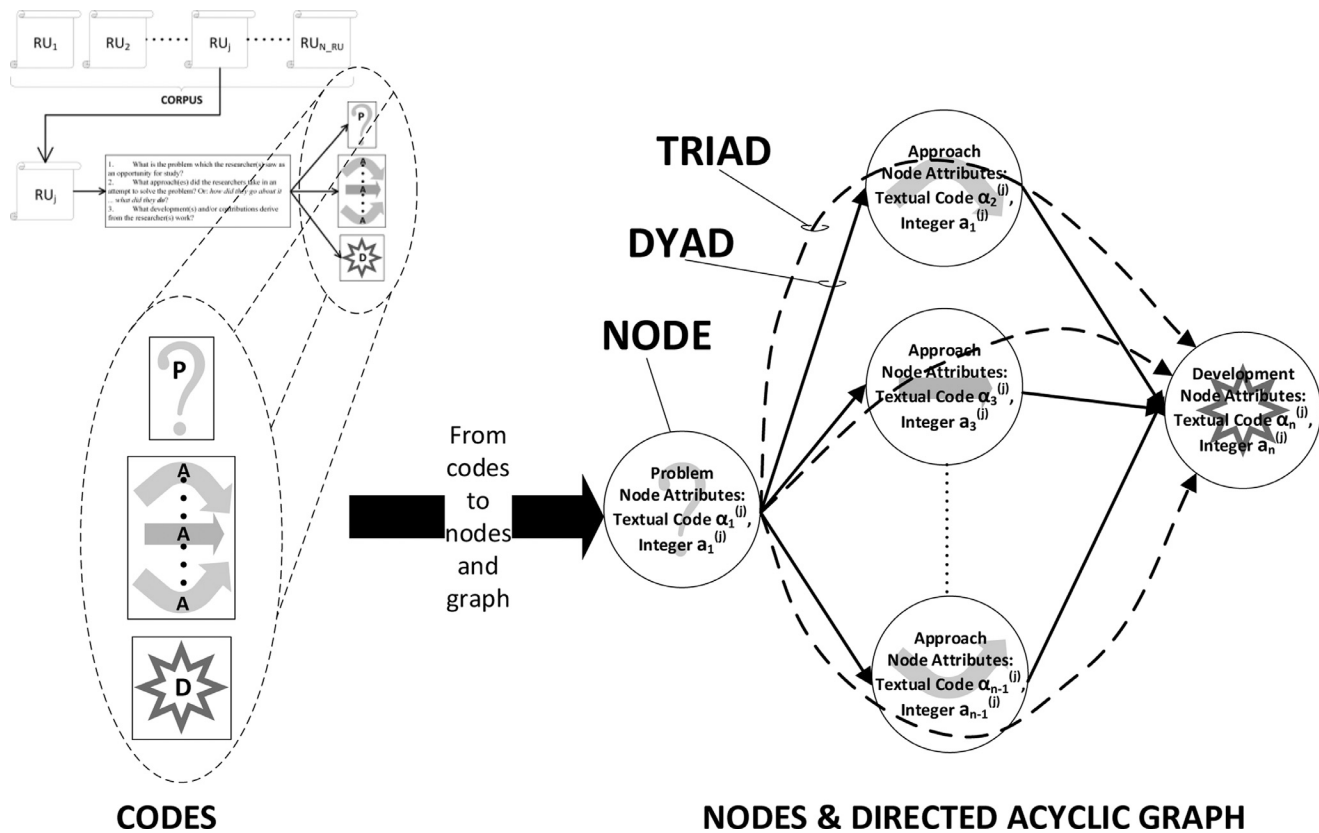 RU1
RU2
RUj
RUN_RU
CORPUS
RUj
1. What is the problem which the researcher(s) saw as
an opportunity for study?
2. What approach(es) did the researchers take in an
attempt to solve the problem? Or: how did they go about it
... what did they do?
3. What development(s) and/or contributions derive
from the researcher(s) work?
P
A
A
A
D
P
A
A
A
D
CODES
From
codes
to
nodes
and
graph
TRIAD
DYAD
NODE
Problem
Node Attributes:
Textual Code α1(j),
Integer a1(j)
Approach
Node Attributes:
Textual Code α2(j),
Integer a1(j)
Approach
Node Attributes:
Textual Code α3(j),
Integer a3(j)
Approach
Node Attributes:
Textual Code αn-1(j),
Integer an-1(j)
Development
Node Attributes:
Textual Code αn(j),
Integer an(j)
NODES & DIRECTED ACYCLIC GRAPH